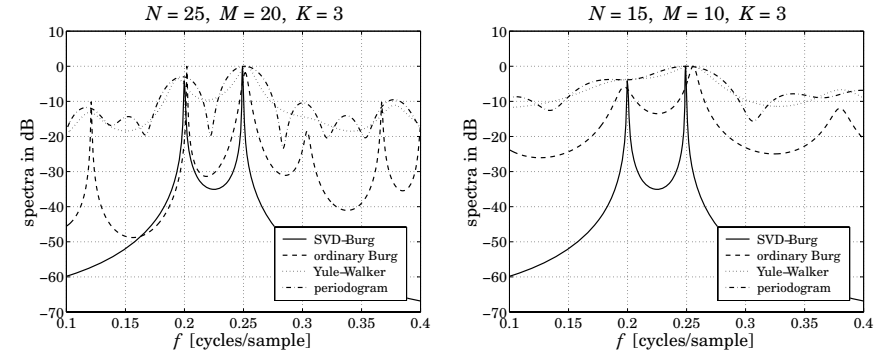 N = 25, M = 20, K = 3
10
0
−10
−20
−30
−40
−50
−60
−70
spectra in dB
0.1
0.15
0.2
0.25
0.3
0.35
0.4
f [cycles/sample]
SVD-Burg
ordinary Burg
Yule-Walker
periodogram
N = 15, M = 10, K = 3
10
0
−10
−20
−30
−40
−50
−60
−70
spectra in dB
0.1
0.15
0.2
0.25
0.3
0.35
0.4
f [cycles/sample]
SVD-Burg
ordinary Burg
Yule-Walker
periodogram